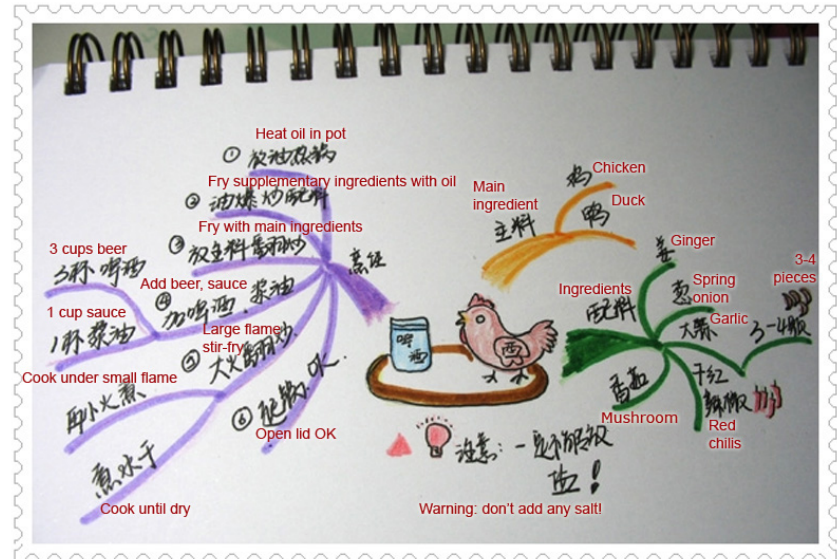 Heat oil in pot
① 放油热锅
Fry supplementary ingredients with oil
② 油爆炒配料
Fry with main ingredients
③ 放主料翻炒
3 cups beer
3杯啤酒
Add beer, sauce
④ 加啤酒.浆油
1 cup sauce
1杯浆油
Large flame
stir-fry
⑤ 大火翻炒.
Cook under small flame
再小火煮
⑥ 起锅.OK.
Open lid OK
煮水干
Cook until dry
Main
ingredient
主料
鸡
Chicken
鸭
Duck
Ingredients
配料
姜
Ginger
葱
Spring
onion
大蒜
Garlic
3-4
pieces
3-4瓣
干红
辣椒
Red
chilis
香菇
Mushroom
啤
酒
注意:一定不能放
盐!
Warning: don't add any salt!